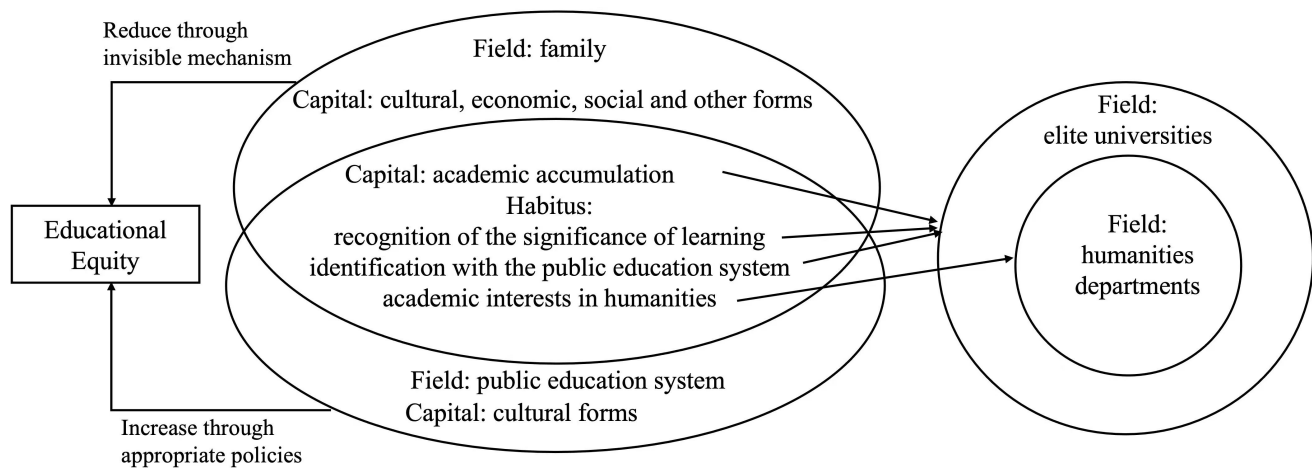 Reduce through
invisible mechanism
Field: family
Capital: cultural, economic, social and other forms
Capital: academic accumulation
Habitus:
recognition of the significance of learning
identification with the public education system
academic interests in humanities
Field: public education system
Capital: cultural forms
Educational
Equity
Increase through
appropriate policies
Field:
elite universities
Field:
humanities
departments